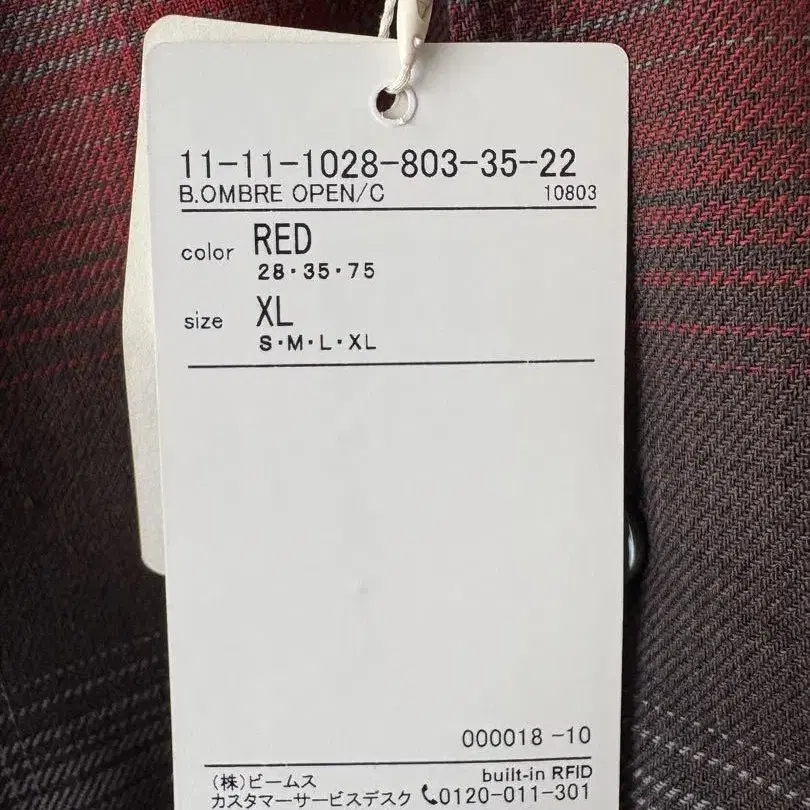 11-11-1028-803-35-22
B.OMBRE OPEN/C 10803
color RED
28・35・75
size XL
S・M・L・XL
000018 -10
built-in RFID
(株)ビームス
カスタマーサービスデスク 0120-011-301